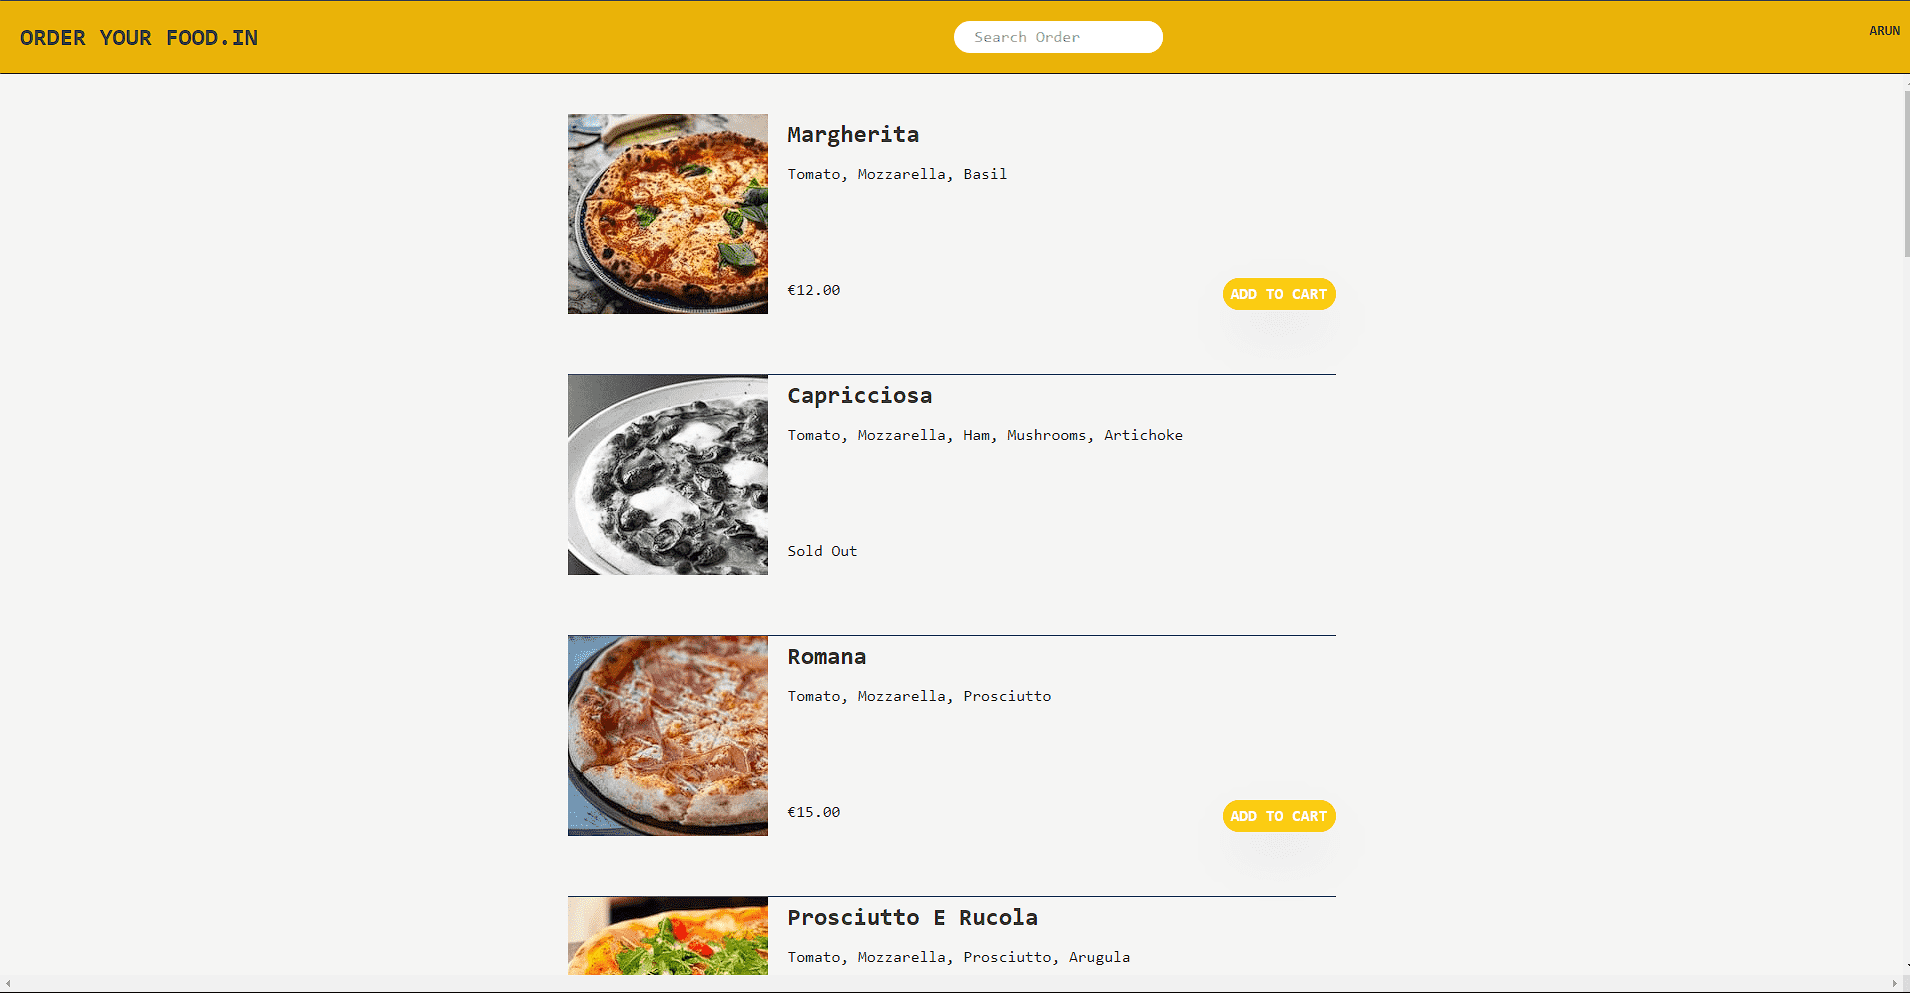 ORDER YOUR FOOD.IN
Search Order
ARUN
Margherita
Tomato, Mozzarella, Basil
€12.00
ADD TO CART
Capricciosa
Tomato, Mozzarella, Ham, Mushrooms, Artichoke
Sold Out
Romana
Tomato, Mozzarella, Prosciutto
€15.00
ADD TO CART
Prosciutto E Rucola
Tomato, Mozzarella, Prosciutto, Arugula